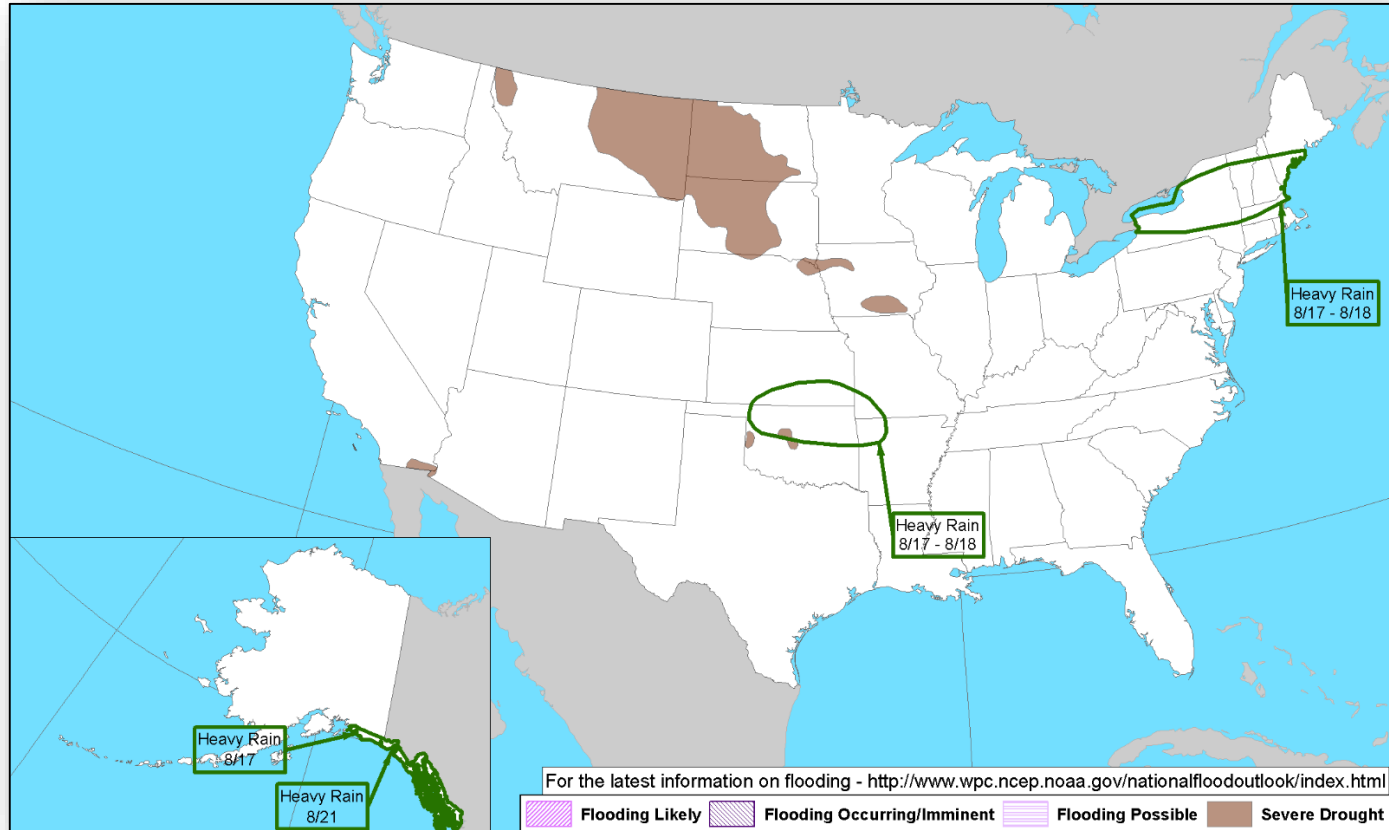 Heavy Rain
8/17 - 8/18
Heavy Rain
8/17 - 8/18
Heavy Rain
8/17
Heavy Rain
8/21
For the latest information on flooding - http://www.wpc.ncep.noaa.gov/nationalfloodoutlook/index.html
Flooding Likely
Flooding Occurring/Imminent
Flooding Possible
Severe Drought